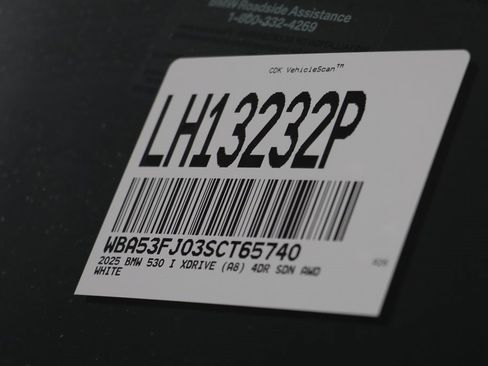 BMW Roadside Assistance
1-800-332-4269
CDK VehicleScan™
LH13232P
WBA53FJ03SCT65740
2025 BMW 530 I XDRIVE (A8) 4DR SDN AWD
WHITE